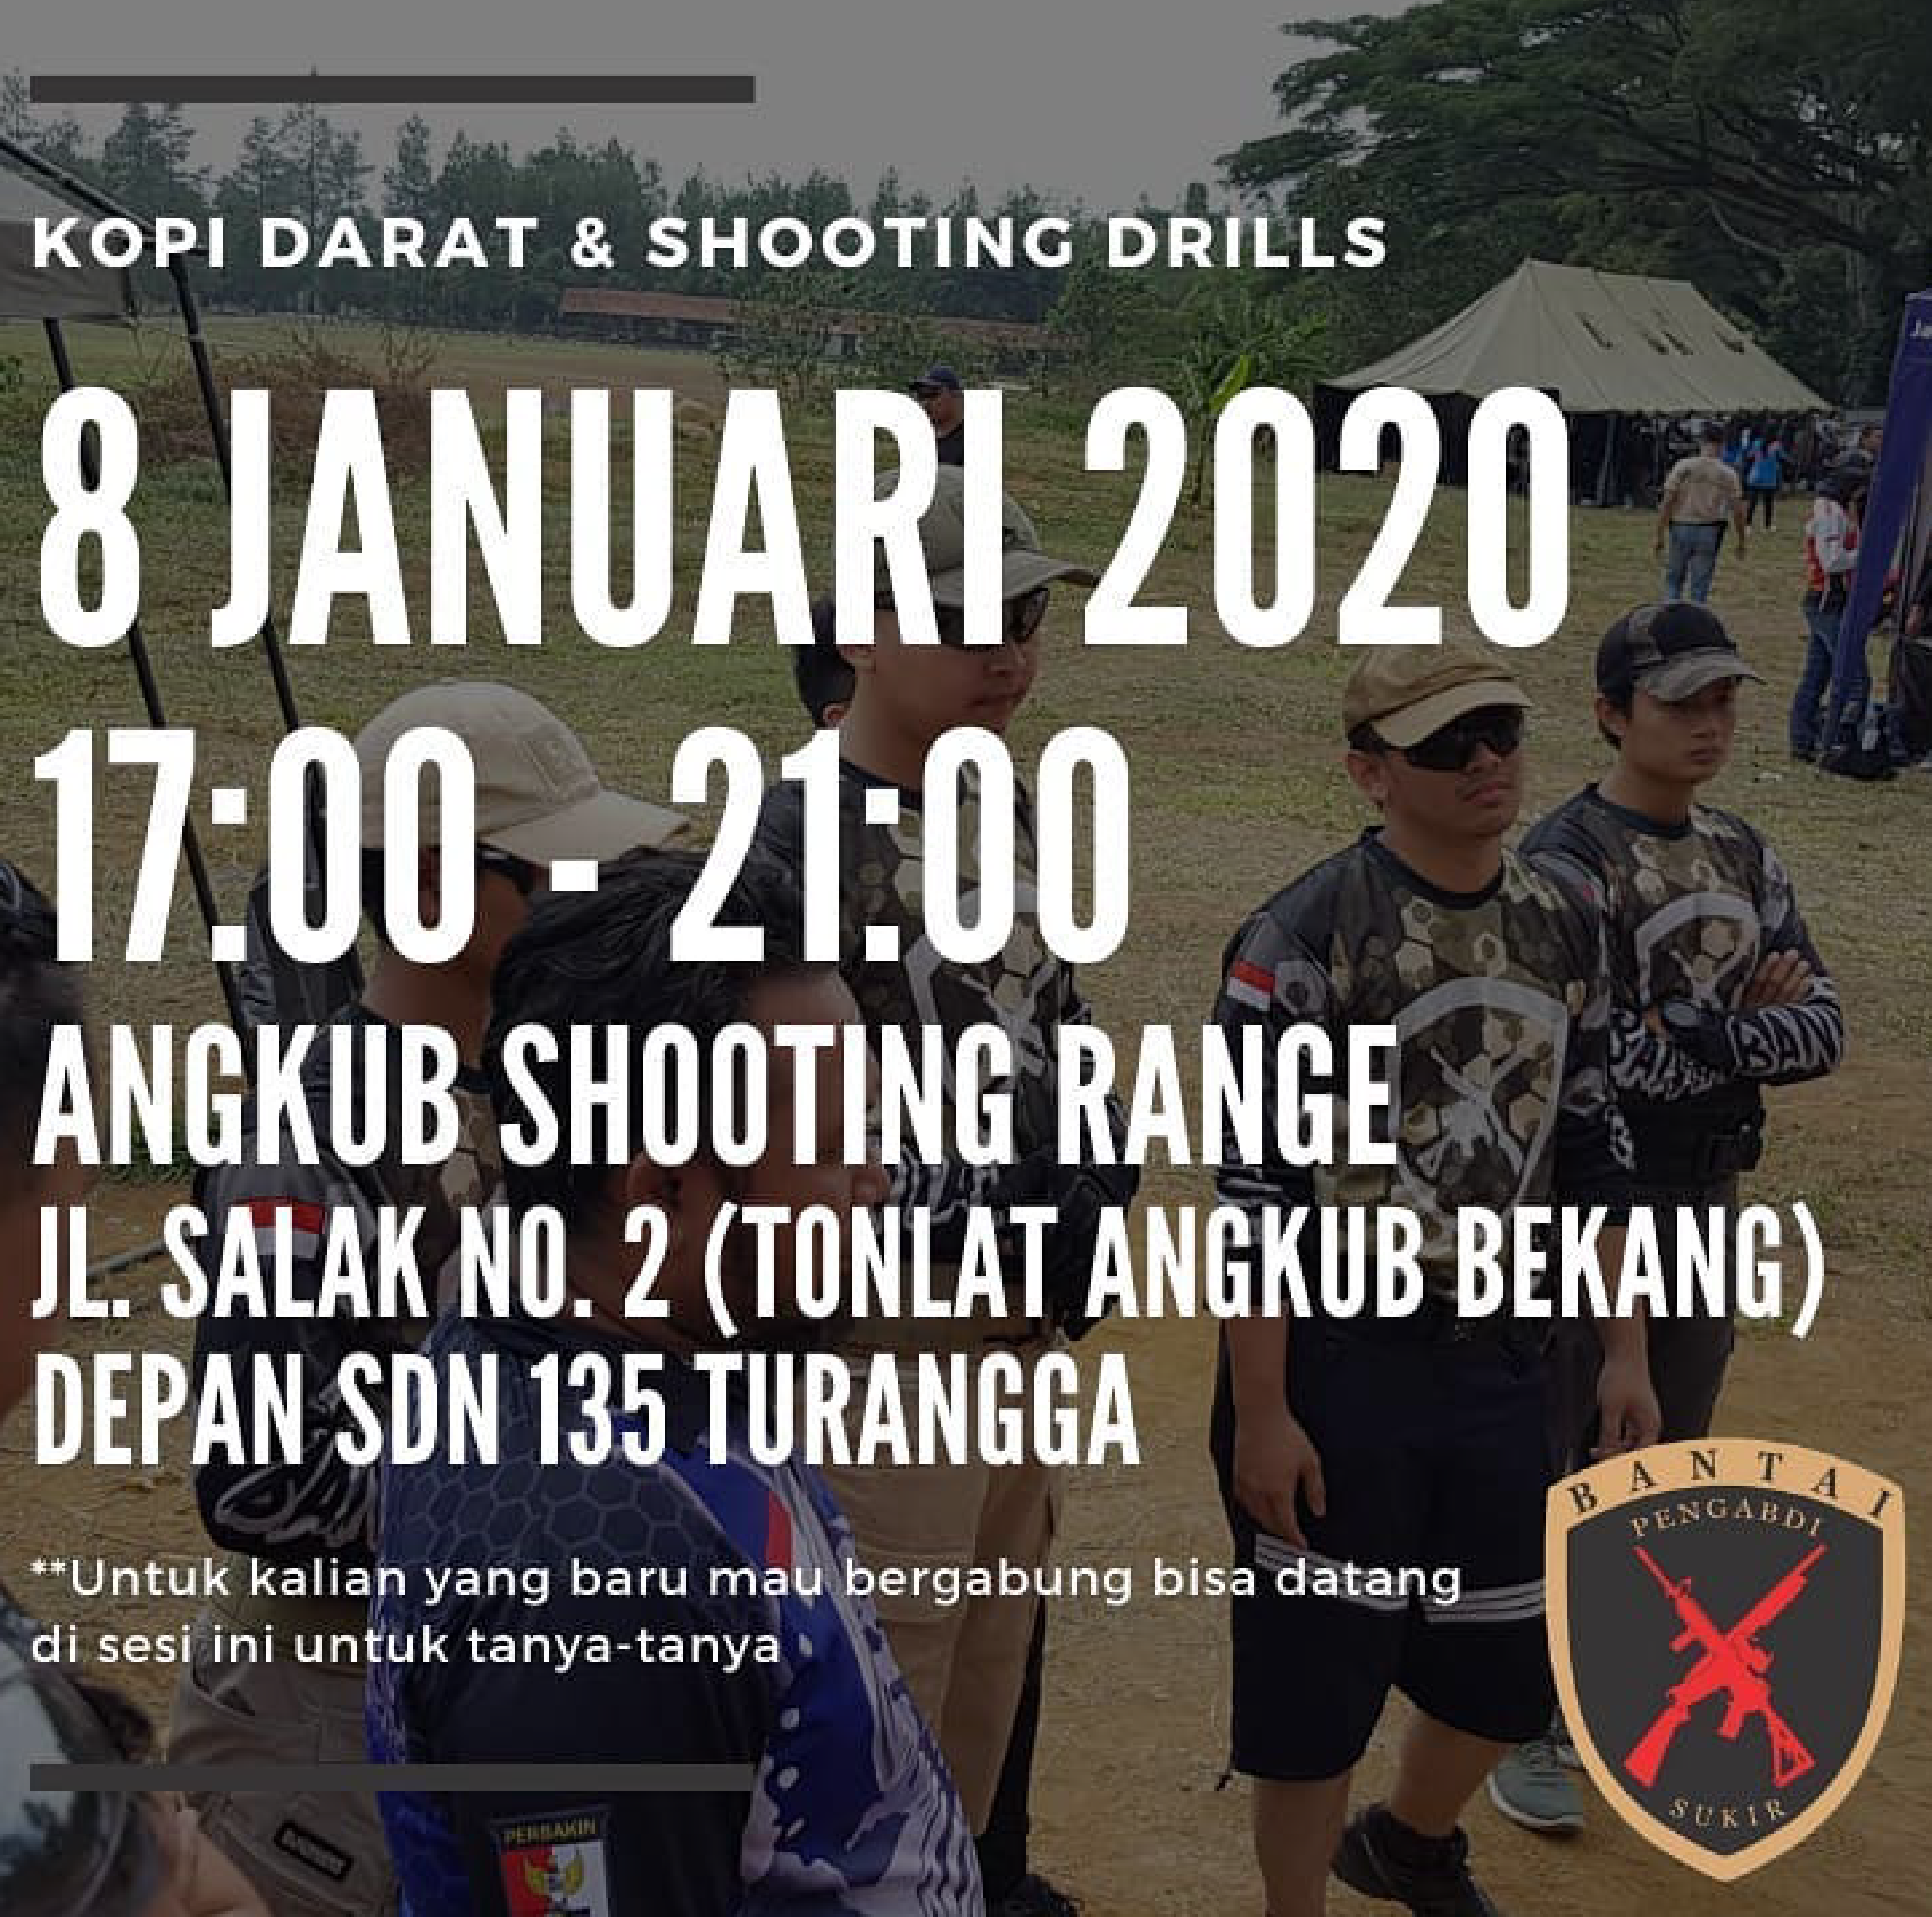 KOPI DARAT & SHOOTING DRILLS
8 JANUARI 2020
17:00 - 21:00
ANGKUB SHOOTING RANGE
JL. SALAK NO. 2 (TONLAT ANGKUB BEKANG)
DEPAN SDN 135 TURANGGA
**Untuk kalian yang baru mau bergabung bisa datang
di sesi ini untuk tanya-tanya
BANTAI
PENGABDI
SUKIR
PERBAKIN